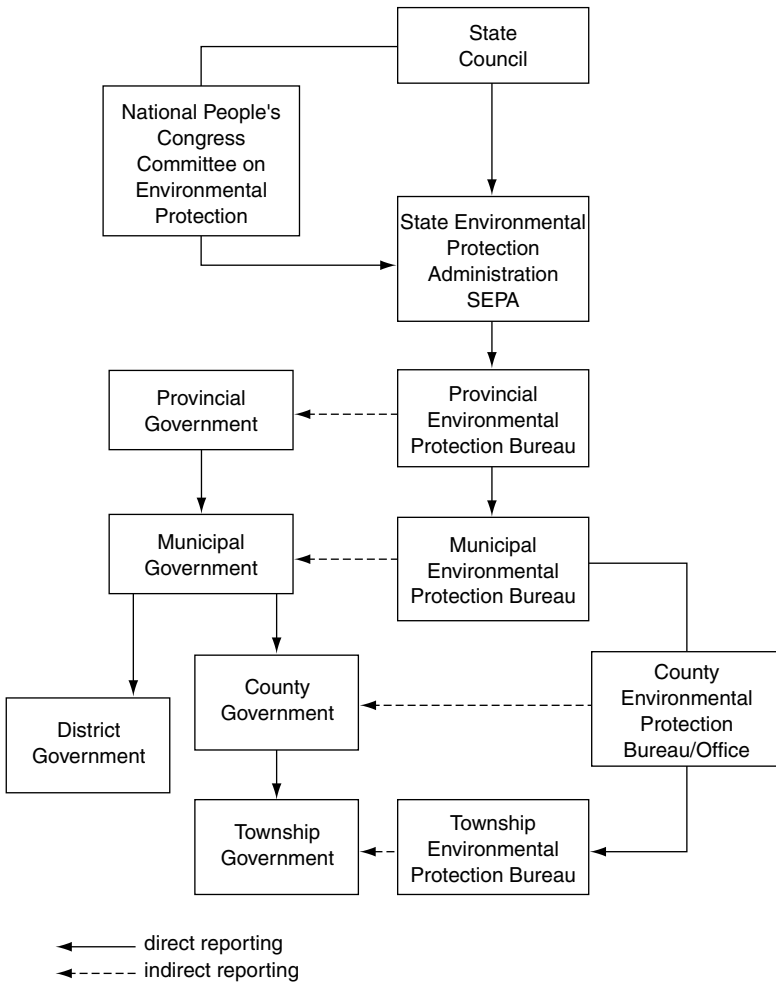 State
Council
National People's
Congress
Committee on
Environmental
Protection
State Environmental
Protection
Administration
SEPA
Provincial
Government
Provincial
Environmental
Protection Bureau
Municipal
Government
Municipal
Environmental
Protection Bureau
County
Government
County
Environmental
Protection
Bureau/Office
District
Government
Township
Government
Township
Environmental
Protection Bureau
direct reporting
indirect reporting